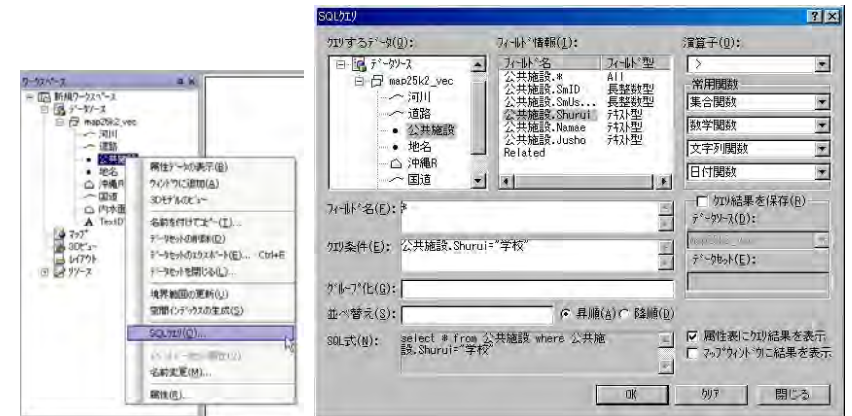 ワークスペース
新規ワークスペース
データソース
map25k2_vec
河川
道路
公共施設
地名
沖縄R
国道
内水面
マップ
3Dビュー
レイアウト
リソース
属性データの表示(B)
ウィンドウに追加(A)
3Dモデルのビュー
名前を付けてコピー(I)...
データセットの削除(D)
データセットのエクスポート(E)... Ctrl+E
データセットを閉じる(L)...
境界範囲の更新(U)
空間インデックスの生成(S)
SQLクエリ(Q)...
名前変更(M)...
属性(P)...
SQLクエリ
クエリするデータ(Q):
データソース
map25k2_vec
河川
道路
公共施設
地名
沖縄R
国道
フィールド情報(I):
フィールド名 フィールド型
公共施設.* All
公共施設.SmID 長整数型
公共施設.SmUs... 長整数型
公共施設.Shurui テキスト型
公共施設.Namae テキスト型
公共施設.Jusho テキスト型
Related
演算子(O):
>
常用関数
集合関数
数学関数
文字列関数
日付関数
フィールド名(F): *
クエリ条件(E): 公共施設.Shurui="学校"
グループ化(G):
並べ替え(S):
昇順(A) 降順(D)
SQL式(N): select * from 公共施設 where 公共施
設.Shurui="学校"
クエリ結果を保存(R)
データソース(D):
データセット(E):
属性表にクエリ結果を表示
マップウィンドウに結果を表示
OK クリア 閉じる